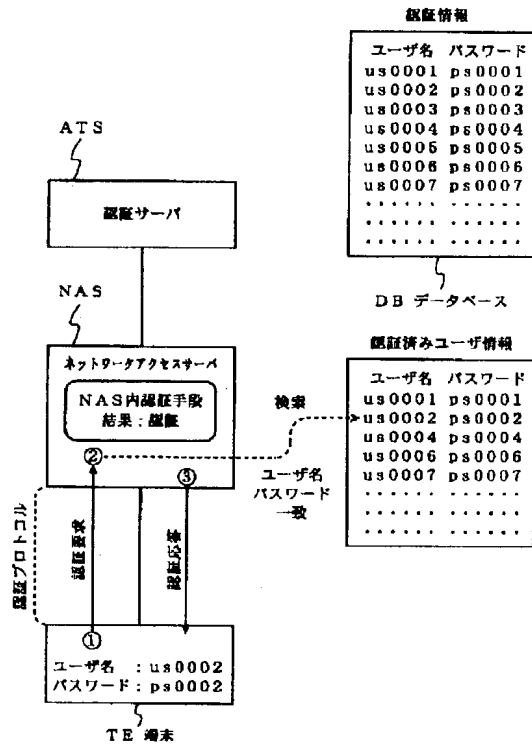 認証情報
ユーザ名 パスワード
us0001 ps0001
us0002 ps0002
us0003 ps0003
us0004 ps0004
us0005 ps0005
us0006 ps0006
us0007 ps0007
...... ......
...... ......
...... ......
DB データベース
ATS
認証サーバ
NAS
ネットワークアクセスサーバ
NAS内認証手段
結果:認証
②
③
検索
ユーザ名
パスワード
一致
認証済みユーザ情報
ユーザ名 パスワード
us0001 ps0001
us0002 ps0002
us0004 ps0004
us0006 ps0006
us0007 ps0007
...... ......
...... ......
...... ......
認証プロトコル
認証要求
認証応答
①
ユーザ名 :us0002
パスワード:ps0002
TE 端末